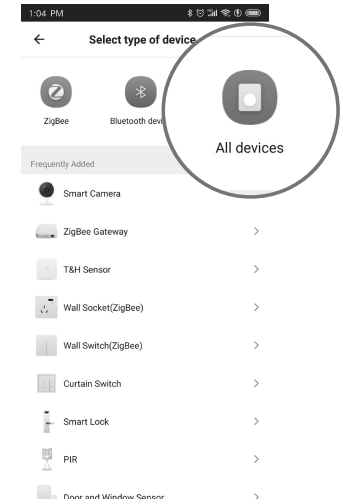 1:04 PM
Select type of device
ZigBee
Bluetooth
All devices
Frequently Added
Smart Camera
ZigBee Gateway
T&H Sensor
Wall Socket(ZigBee)
Wall Switch(ZigBee)
Curtain Switch
Smart Lock
PIR
Door and Window Sensor